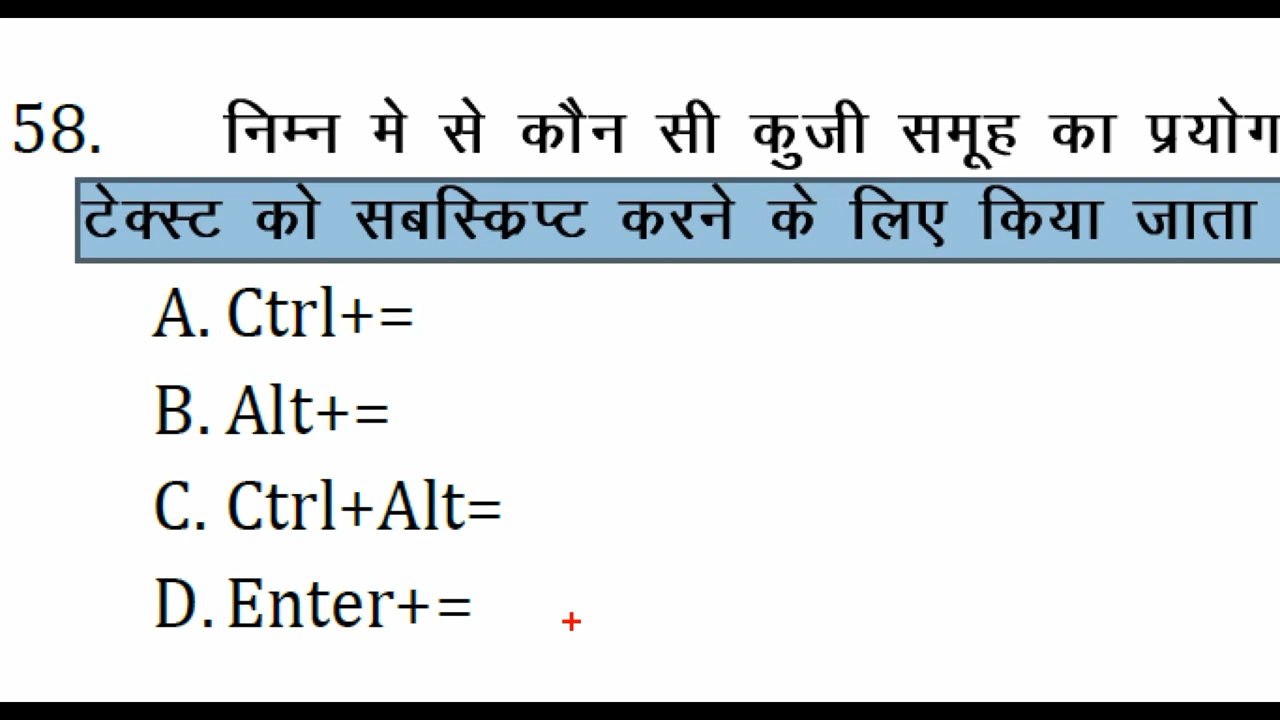 58. निम्न मे से कौन सी कुजी समूह का प्रयोग
टेक्स्ट को सबस्क्रिप्ट करने के लिए किया जाता
A. Ctrl+=
B. Alt+=
C. Ctrl+Alt=
D. Enter+=